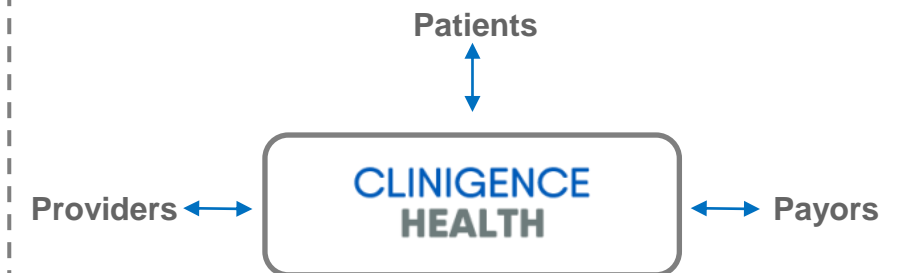 Patients
CLINIGENCE
HEALTH
Providers
Payors